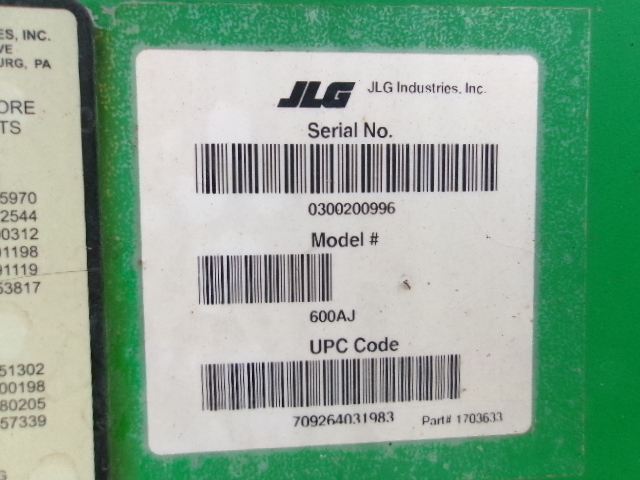 ES, INC.
VE
URG, PA
ORE
TS
5970
2544
00312
01198
91119
53817
51302
00198
80205
57339
G
JLG JLG Industries, Inc.
Serial No.
0300200996
Model #
600AJ
UPC Code
709264031983 Part# 1703633